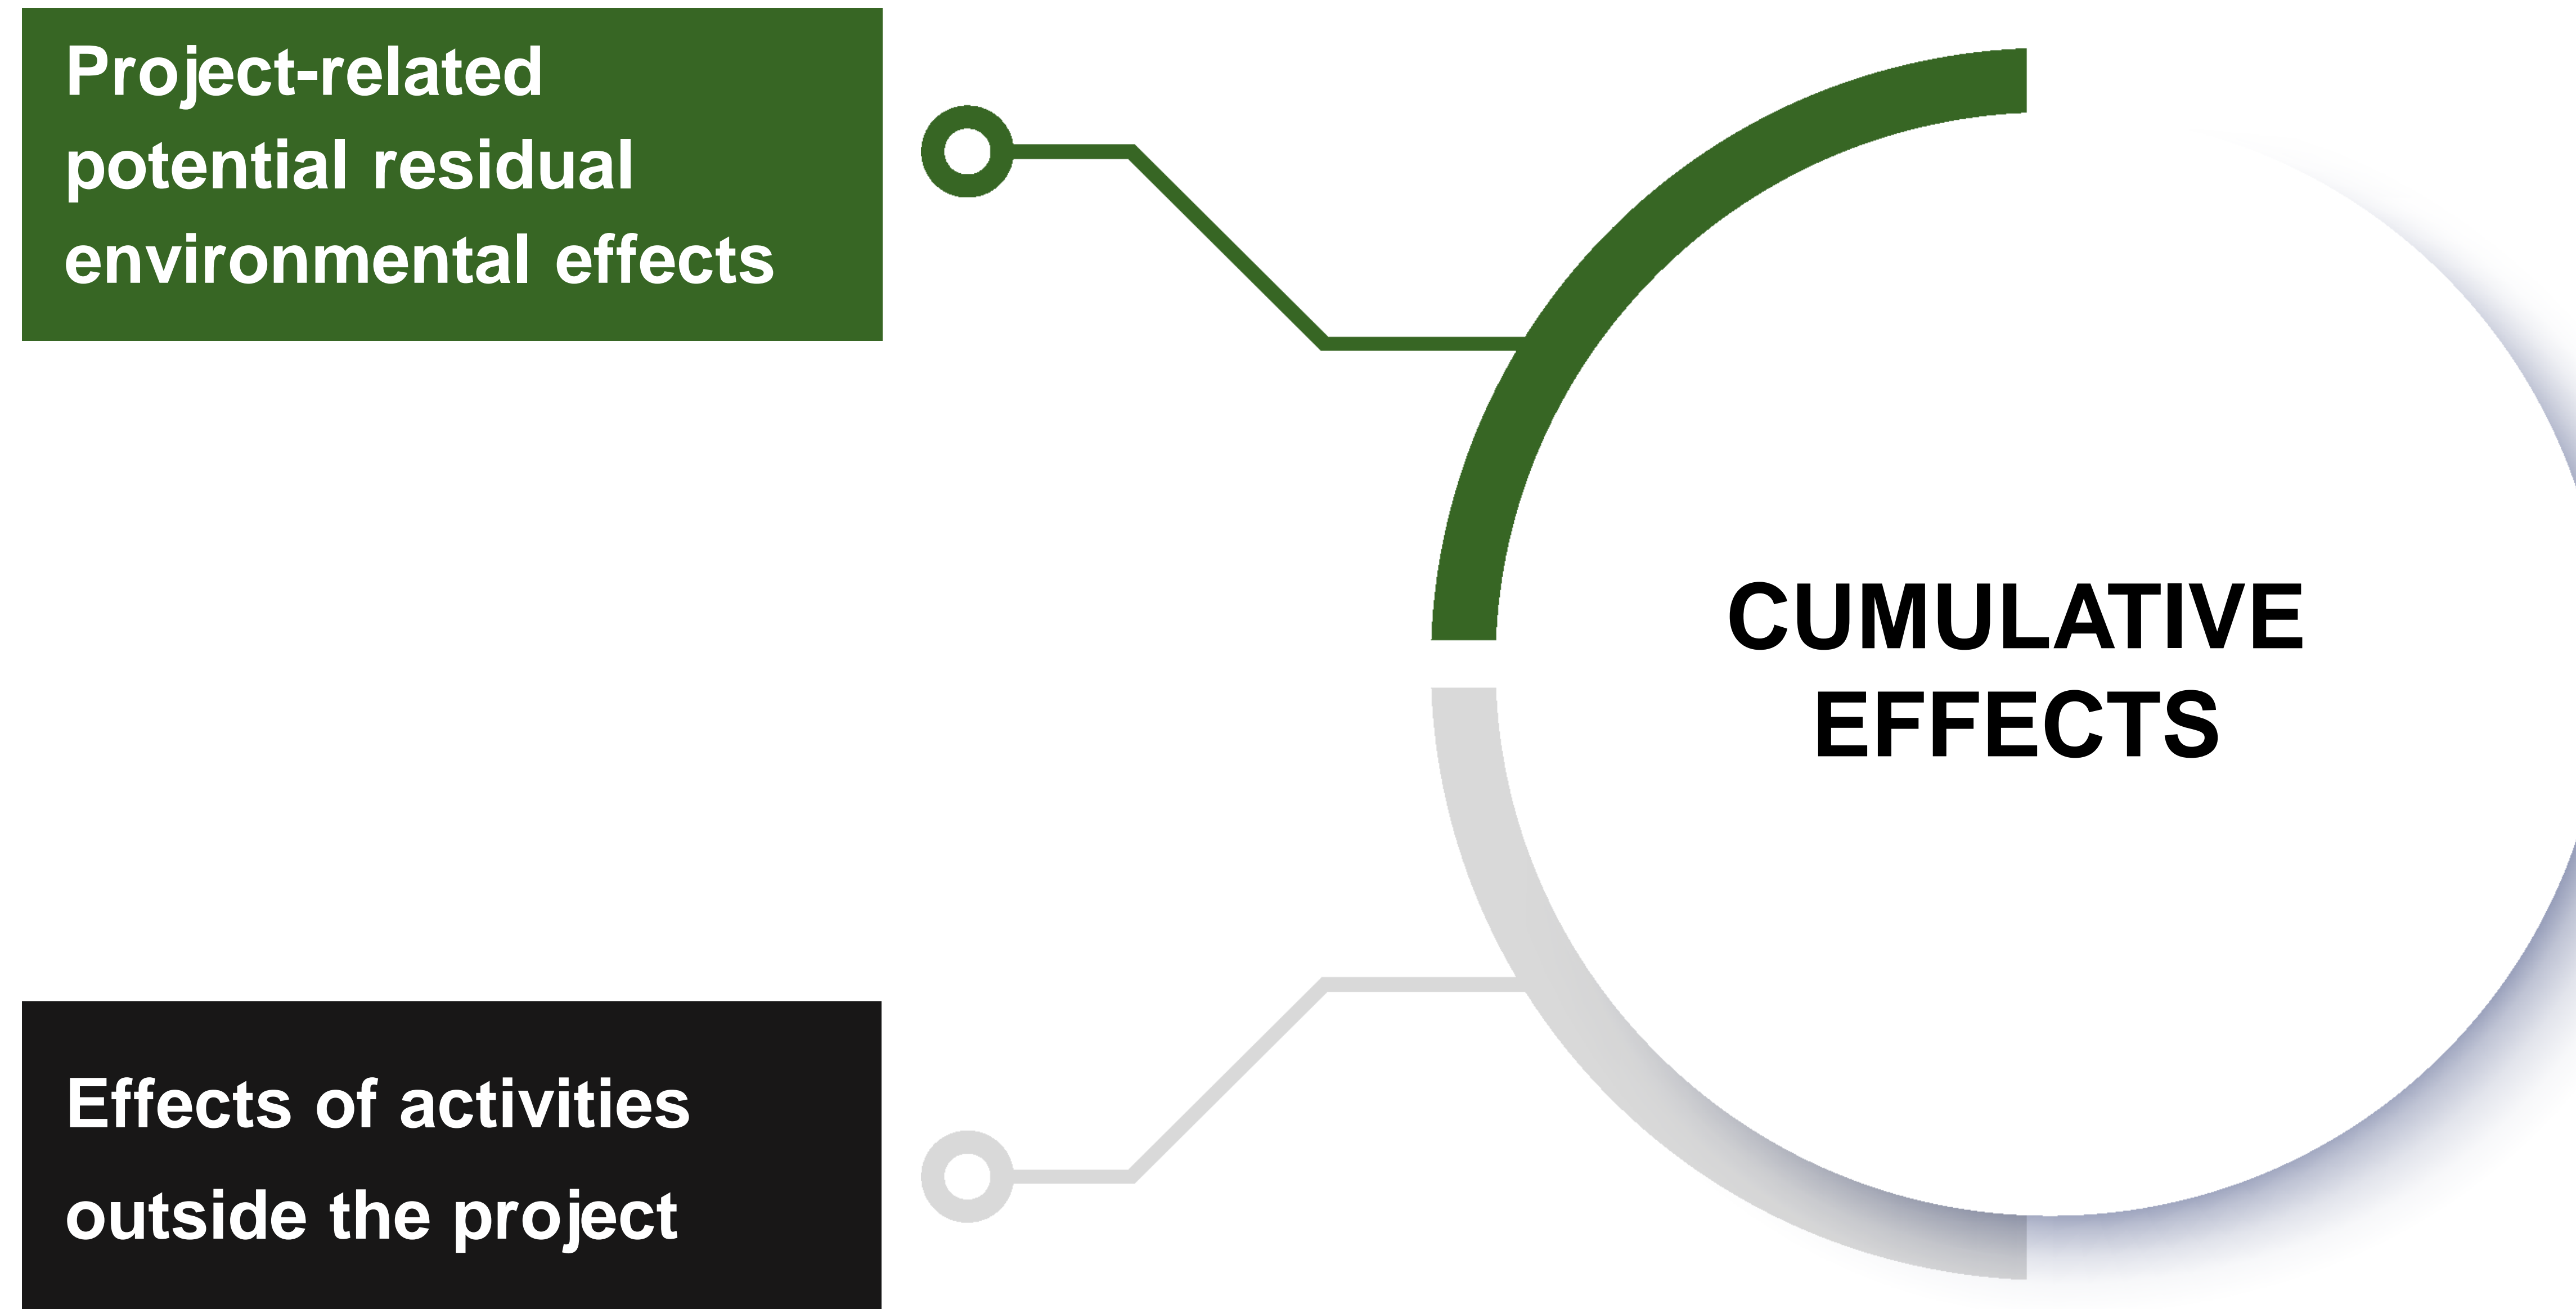 Project-related
potential residual
environmental effects
CUMULATIVE
EFFECTS
Effects of activities
outside the project